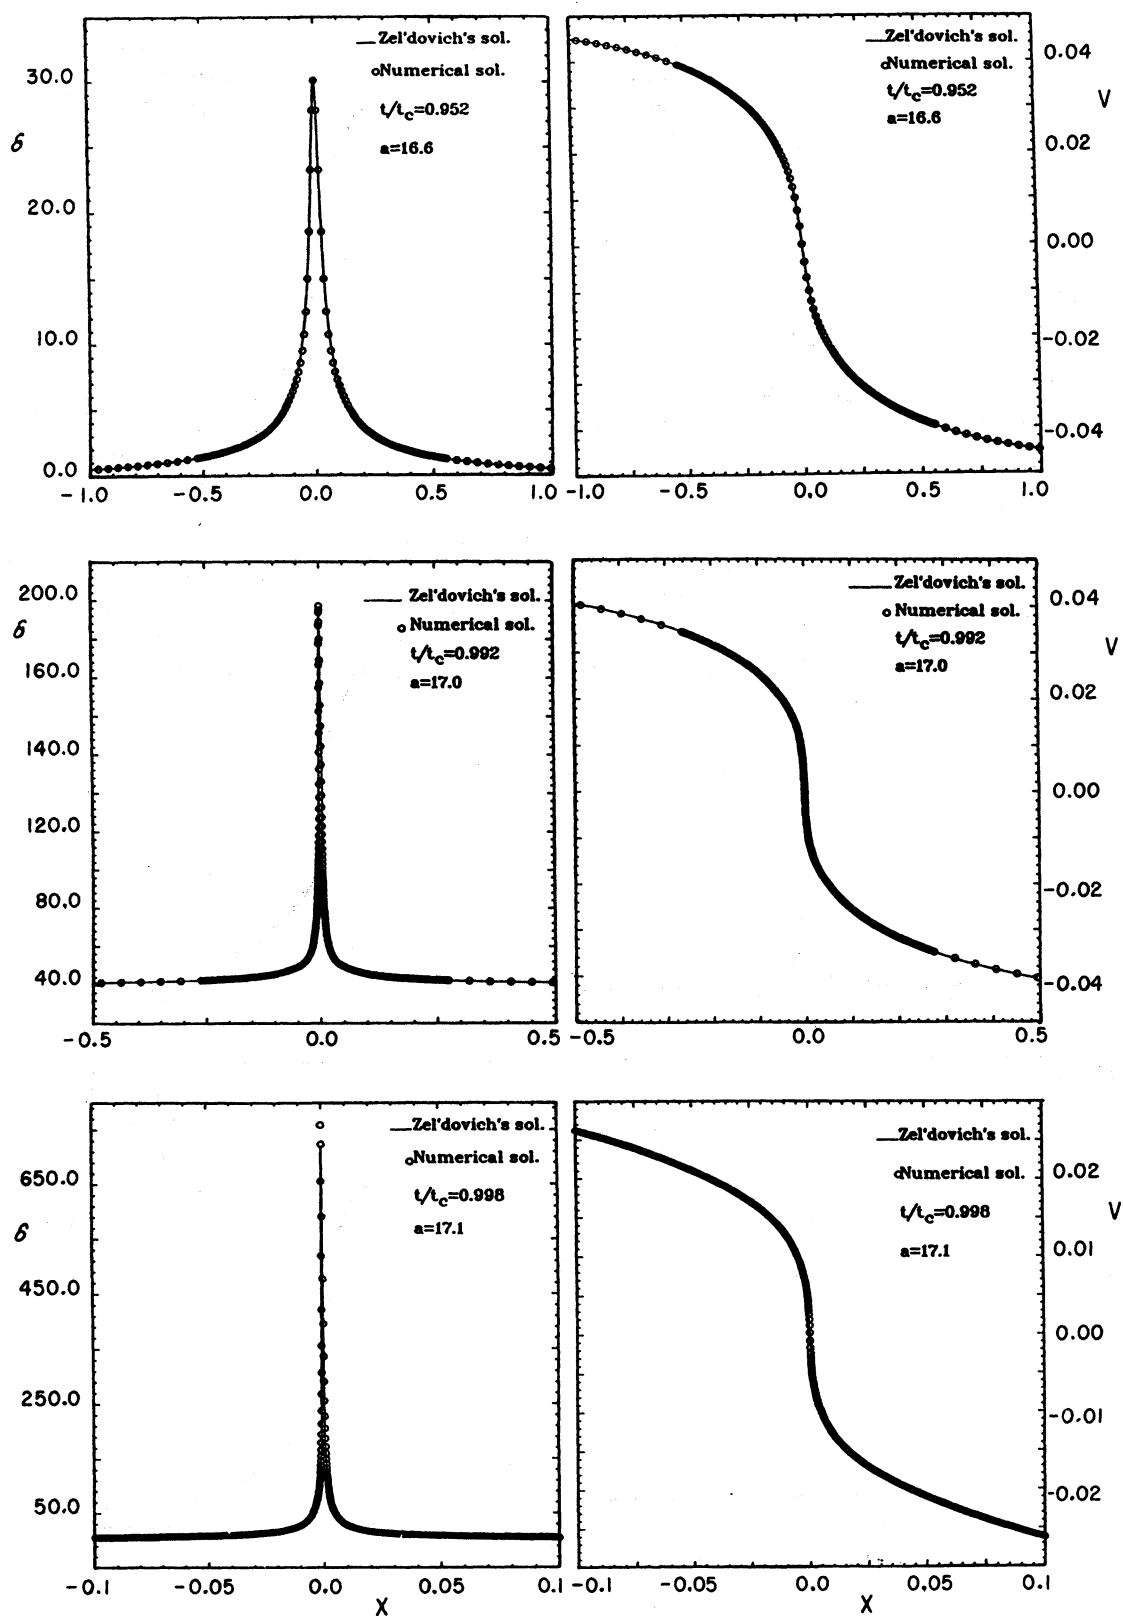 Zel'dovich's sol.
Numerical sol.
t/tc=0.952
a=16.6
δ
30.0
20.0
10.0
0.0
-1.0 -0.5 0.0 0.5 1.0
Zel'dovich's sol.
Numerical sol.
t/tc=0.952
a=16.6
V
0.04
0.02
0.00
-0.02
-0.04
-1.0 -0.5 0.0 0.5 1.0
Zel'dovich's sol.
Numerical sol.
t/tc=0.992
a=17.0
δ
200.0
160.0
140.0
120.0
80.0
40.0
-0.5 0.0 0.5
Zel'dovich's sol.
Numerical sol.
t/tc=0.992
a=17.0
V
0.04
0.02
0.00
-0.02
-0.04
-0.5 0.0 0.5
Zel'dovich's sol.
Numerical sol.
t/tc=0.998
a=17.1
δ
650.0
450.0
250.0
50.0
-0.1 -0.05 0.0 0.05 0.1
X
Zel'dovich's sol.
Numerical sol.
t/tc=0.998
a=17.1
V
0.02
0.01
0.00
-0.01
-0.02
-0.1 -0.05 0.0 0.05 0.1
X